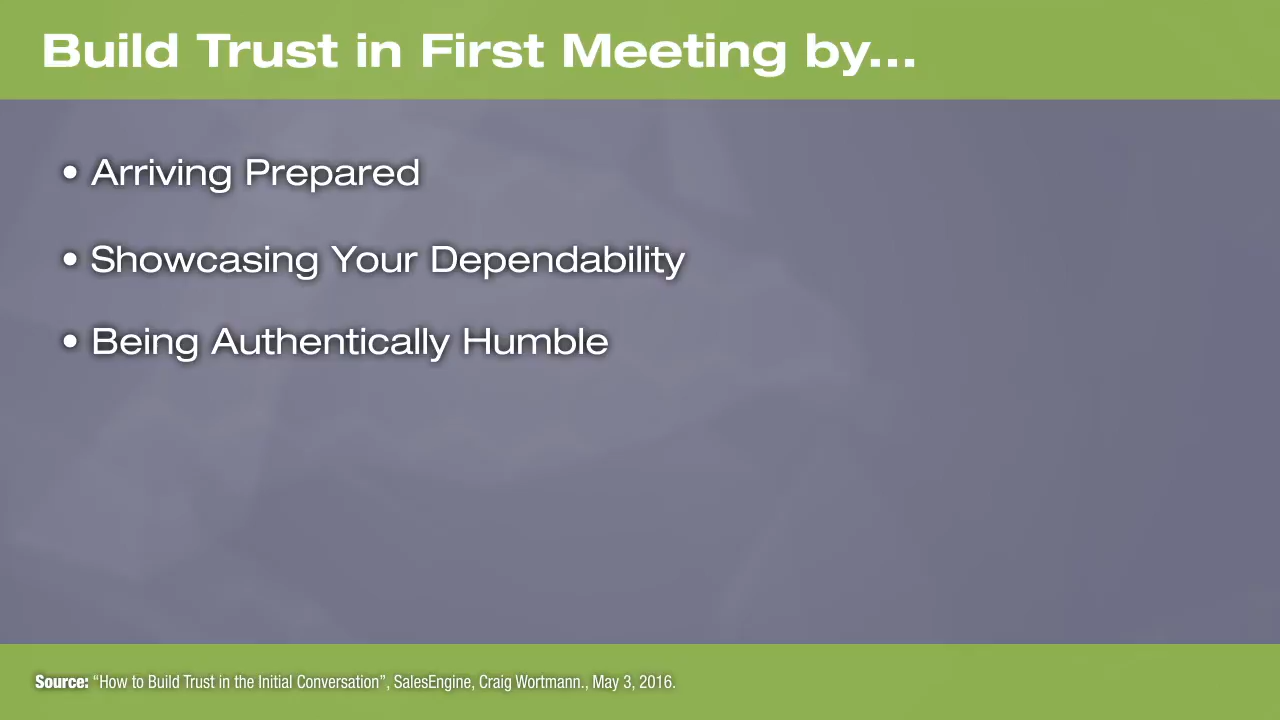 Build Trust in First Meeting by...
• Arriving Prepared
• Showcasing Your Dependability
• Being Authentically Humble
Source: “How to Build Trust in the Initial Conversation”, SalesEngine, Craig Wortmann., May 3, 2016.